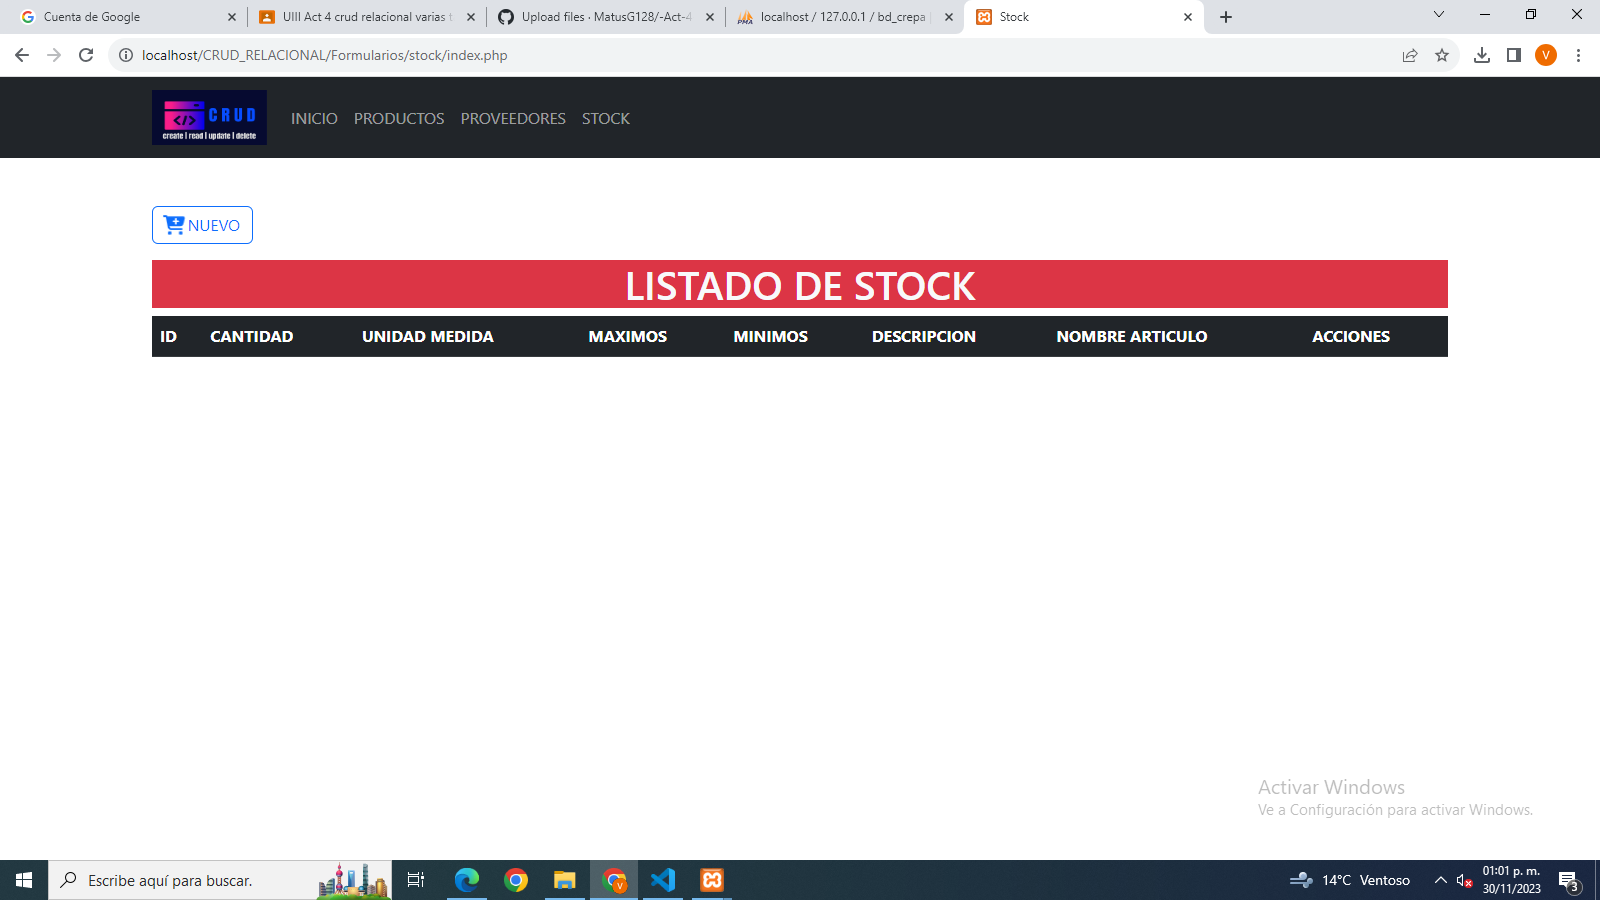 Cuenta de Google
UIII Act 4 crud relacional varias t
Upload files · MatusG128/-Act-4
localhost / 127.0.0.1 / bd_crepa |
Stock
localhost/CRUD_RELACIONAL/Formularios/stock/index.php
V
</> CRUD
create | read | update | delete
INICIO PRODUCTOS PROVEEDORES STOCK
NUEVO
LISTADO DE STOCK
ID CANTIDAD UNIDAD MEDIDA MAXIMOS MINIMOS DESCRIPCION NOMBRE ARTICULO ACCIONES
Activar Windows
Ve a Configuración para activar Windows.
Escribe aquí para buscar.
V
14°C Ventoso
01:01 p. m.
30/11/2023
3